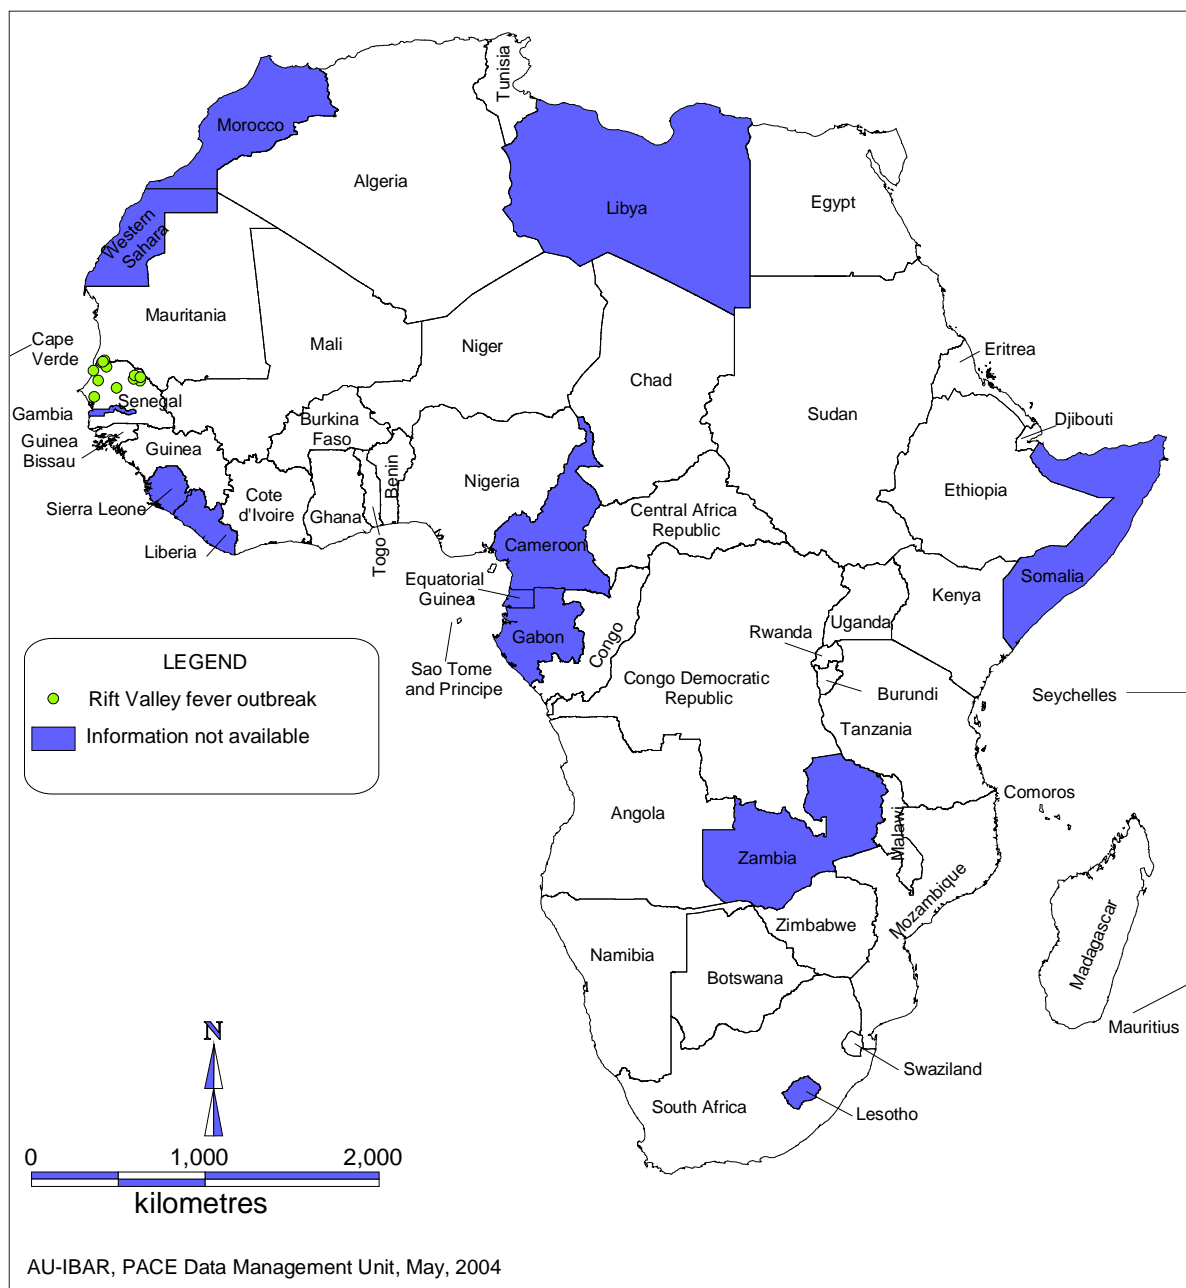 Tunisia
Morocco
Algeria
Libya
Egypt
Western
Sahara
Mauritania
Mali
Niger
Chad
Sudan
Eritrea
Cape
Verde
Senegal
Gambia
Guinea
Bissau
Guinea
Burkina
Faso
Djibouti
Sierra Leone
Cote
d'Ivoire
Ghana
Togo
Benin
Nigeria
Ethiopia
Central Africa
Republic
Liberia
Cameroon
Somalia
Equatorial
Guinea
Gabon
Congo
Uganda
Kenya
Rwanda
Sao Tome
and Principe
Congo Democratic
Republic
Burundi
Tanzania
Seychelles
LEGEND
Rift Valley fever outbreak
Information not available
Comoros
Angola
Malawi
Zambia
Mozambique
Zimbabwe
Madagascar
Namibia
Botswana
Mauritius
Swaziland
South Africa
Lesotho
N
0 1,000 2,000
kilometres
AU-IBAR, PACE Data Management Unit, May, 2004